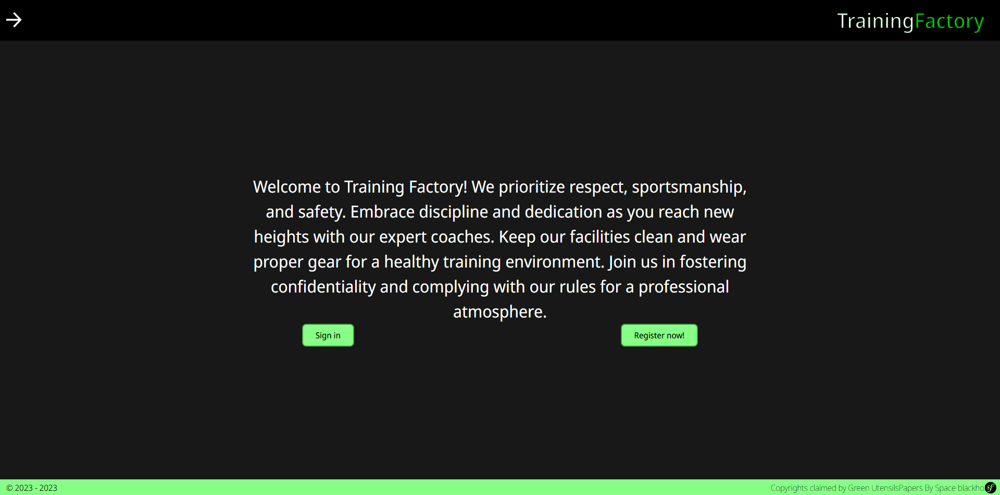 TrainingFactory
Welcome to Training Factory! We prioritize respect, sportsmanship,
and safety. Embrace discipline and dedication as you reach new
heights with our expert coaches. Keep our facilities clean and wear
proper gear for a healthy training environment. Join us in fostering
confidentiality and complying with our rules for a professional
atmosphere.
Sign in
Register now!
© 2023 - 2023
Copyrights claimed by Green UtensilsPapers By Space blackho
sf